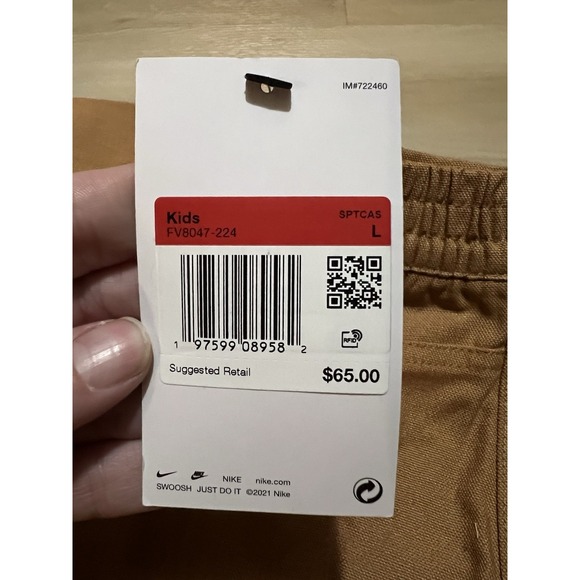 IM#722460
Kids SPTCAS
FV8047-224 L
RFID
1 97599 08958 2
Suggested Retail $65.00
NIKE nike.com
SWOOSH JUST DO IT ©2021 Nike